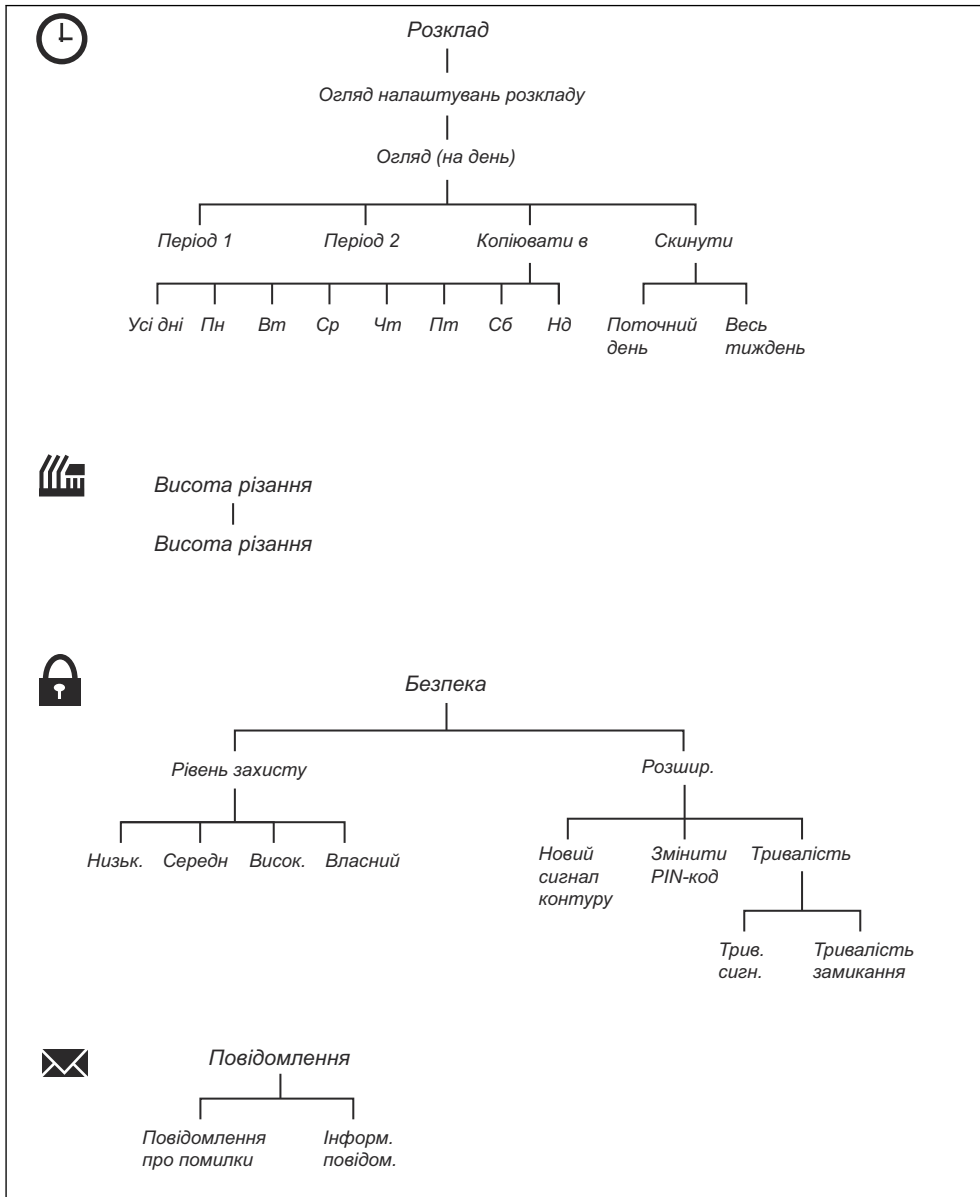 Розклад
Огляд налаштувань розкладу
Огляд (на день)
Період 1 Період 2 Копіювати в Скинути
Усі дні Пн Вт Ср Чт Пт Сб Нд Поточний день Весь тиждень
Висота різання
Висота різання
Безпека
Рівень захисту Розшир.
Низьк. Середн Висок. Власний Новий сигнал контуру Змінити PIN-код Тривалість
Трив. сигн. Тривалість замикання
Повідомлення
Повідомлення про помилки Інформ. повідом.